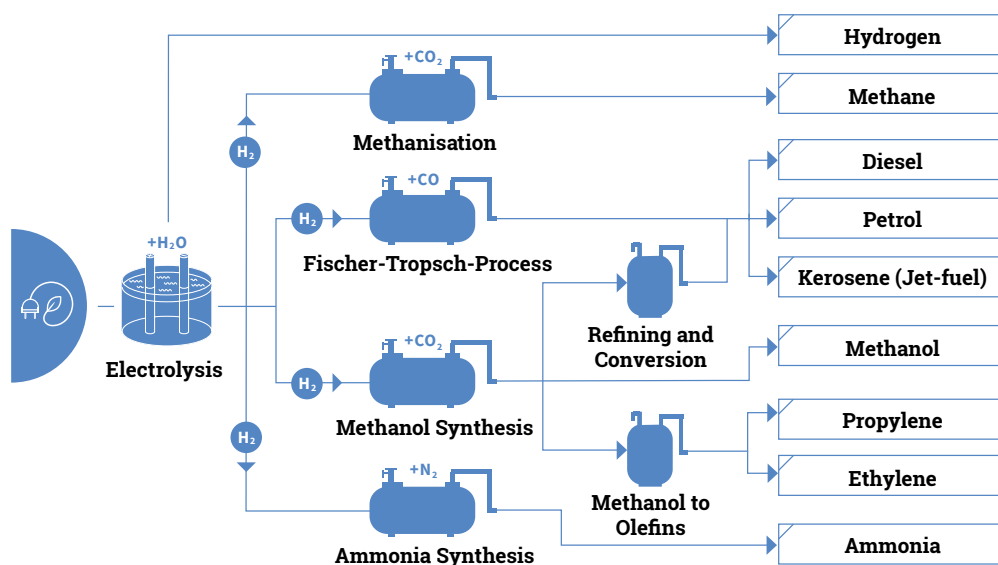 Hydrogen
+CO₂
Methane
H₂
Methanisation
Diesel
+CO
H₂
Petrol
+H₂O
Fischer-Tropsch-Process
Kerosene (Jet-fuel)
Refining and
Conversion
Electrolysis
+CO₂
Methanol
H₂
Methanol Synthesis
Propylene
H₂
+N₂
Ethylene
Methanol to
Olefins
Ammonia Synthesis
Ammonia